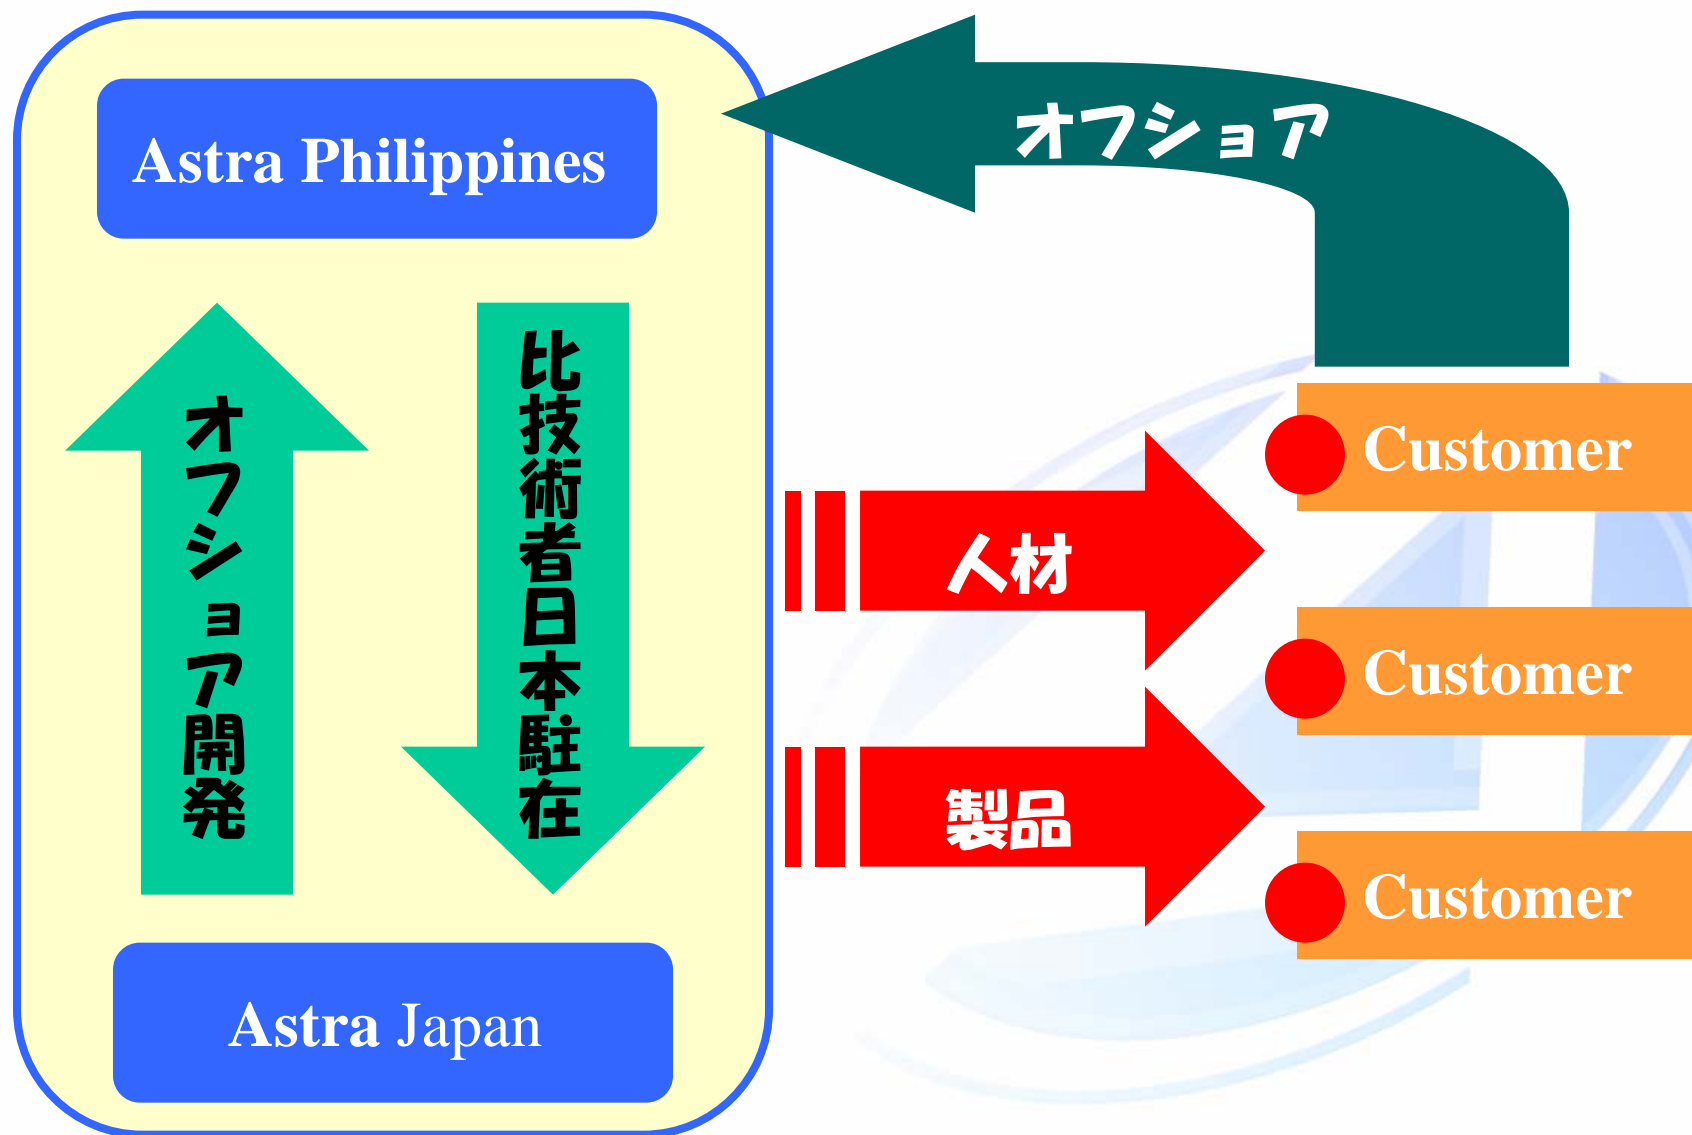 Astra Philippines
オフショア
オフショア開発
比技術者日本駐在
人材
製品
Customer
Customer
Customer
Astra Japan